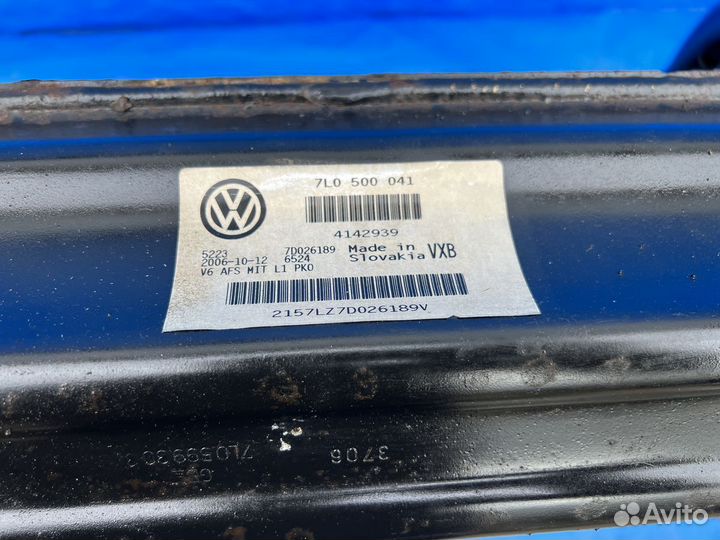 7L0 500 041
4142939
5223 7D026189 Made in VXB
2006-10-12 6524 Slovakia
V6 AFS MIT L1 PK0
2157LZ7D026189V
3706
Avito